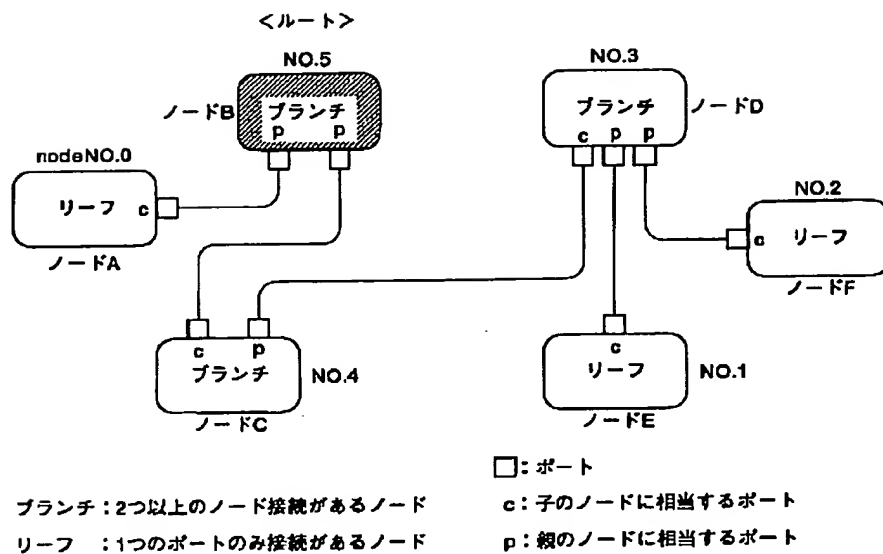 <ルート>
NO.5
ノードB
ブランチ
p p
NO.3
ブランチ
ノードD
c p p
nodeNO.0
リーフ c
ノードA
NO.2
c リーフ
ノードF
c p
ブランチ
NO.4
ノードC
c
リーフ
NO.1
ノードE
□:ポート
ブランチ:2つ以上のノード接続があるノード
c:子のノードに相当するポート
リーフ :1つのポートのみ接続があるノード
p:親のノードに相当するポート